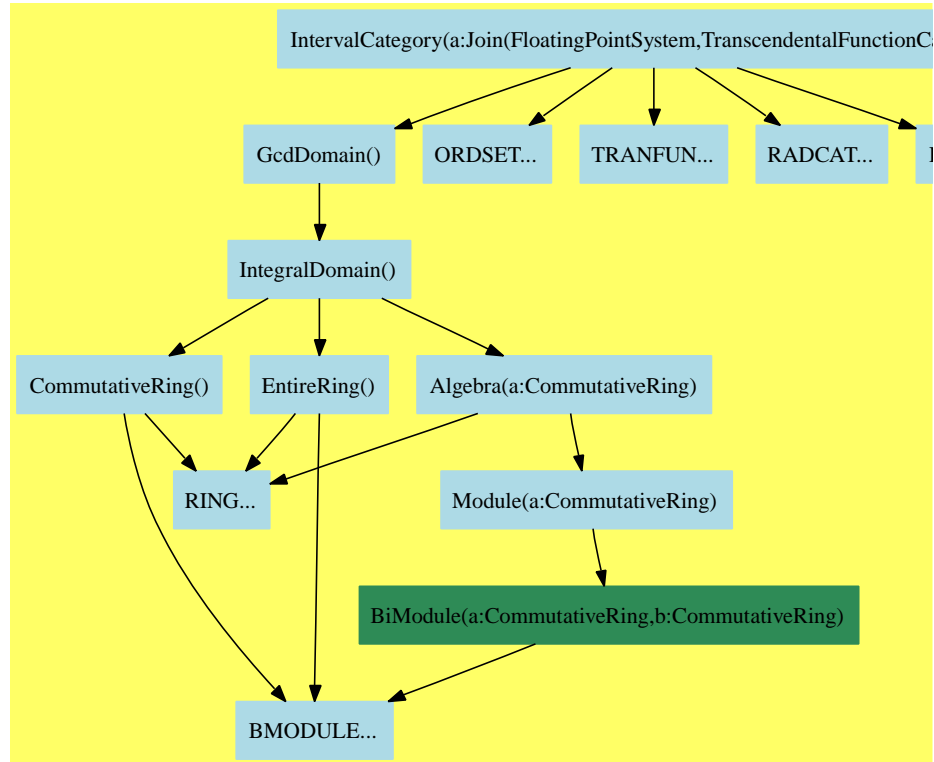 IntervalCategory(a:Join(FloatingPointSystem,TranscendentalFunctionCa
GcdDomain()
ORDSET...
TRANFUN...
RADCAT...
IntegralDomain()
CommutativeRing()
EntireRing()
Algebra(a:CommutativeRing)
RING...
Module(a:CommutativeRing)
BiModule(a:CommutativeRing,b:CommutativeRing)
BMODULE...